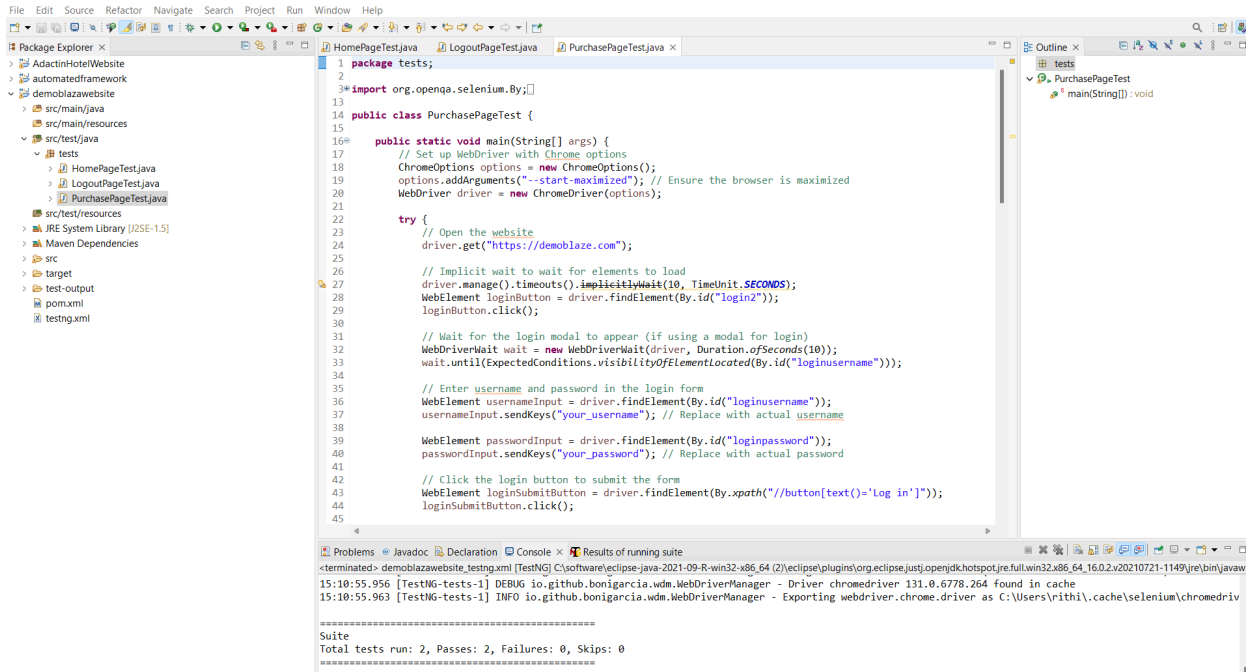 File Edit Source Refactor Navigate Search Project Run Window Help
Package Explorer
AdactinHotelWebsite
automatedframework
demoblazawebsite
src/main/java
src/main/resources
src/test/java
tests
HomePageTest.java
LogoutPageTest.java
PurchasePageTest.java
src/test/resources
JRE System Library [J2SE-1.5]
Maven Dependencies
src
target
test-output
pom.xml
testng.xml
HomePageTest.java LogoutPageTest.java PurchasePageTest.java
1 package tests;
2
3 import org.openqa.selenium.By;
13
14 public class PurchasePageTest {
15
16 public static void main(String[] args) {
17 // Set up WebDriver with Chrome options
18 ChromeOptions options = new ChromeOptions();
19 options.addArguments("--start-maximized"); // Ensure the browser is maximized
20 WebDriver driver = new ChromeDriver(options);
21
22 try {
23 // Open the website
24 driver.get("https://demoblaze.com");
25
26 // Implicit wait to wait for elements to load
27 driver.manage().timeouts().implicitlyWait(10, TimeUnit.SECONDS);
28 WebElement loginButton = driver.findElement(By.id("login2"));
29 loginButton.click();
30
31 // Wait for the login modal to appear (if using a modal for login)
32 WebDriverWait wait = new WebDriverWait(driver, Duration.ofSeconds(10));
33 wait.until(ExpectedConditions.visibilityOfElementLocated(By.id("loginusername")));
34
35 // Enter username and password in the login form
36 WebElement usernameInput = driver.findElement(By.id("loginusername"));
37 usernameInput.sendKeys("your_username"); // Replace with actual username
38
39 WebElement passwordInput = driver.findElement(By.id("loginpassword"));
40 passwordInput.sendKeys("your_password"); // Replace with actual password
41
42 // Click the login button to submit the form
43 WebElement loginSubmitButton = driver.findElement(By.xpath("//button[text()='Log in']"));
44 loginSubmitButton.click();
45
Outline
tests
PurchasePageTest
main(String[]) : void
Problems Javadoc Declaration Console Results of running suite
<terminated> demoblazawebsite_testng.xml [TestNG] C:\software\eclipse-java-2021-09-R-win32-x86_64 (2)\eclipse\plugins\org.eclipse.justj.openjdk.hotspot.jre.full.win32.x86_64_16.0.2.v20210721-1149\jre\bin\javaw
15:10:55.956 [TestNG-tests-1] DEBUG io.github.bonigarcia.wdm.WebDriverManager - Driver chromedriver 131.0.6778.264 found in cache
15:10:55.963 [TestNG-tests-1] INFO io.github.bonigarcia.wdm.WebDriverManager - Exporting webdriver.chrome.driver as C:\Users\rithi\.cache\selenium\chromedriv
===============================================
Suite
Total tests run: 2, Passes: 2, Failures: 0, Skips: 0
===============================================